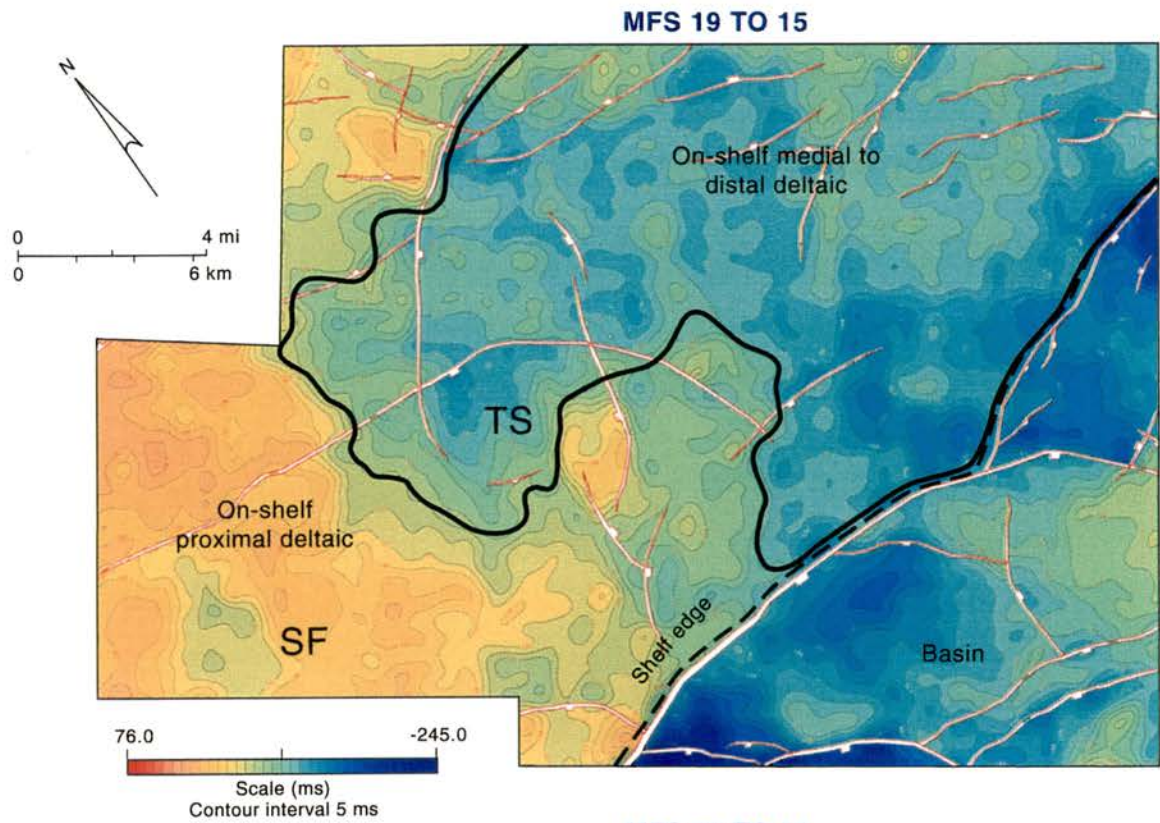 MFS 19 TO 15
N
0 4 mi
0 6 km
On-shelf medial to
distal deltaic
TS
On-shelf
proximal deltaic
SF
Shelf edge
Basin
76.0 -245.0
Scale (ms)
Contour interval 5 ms